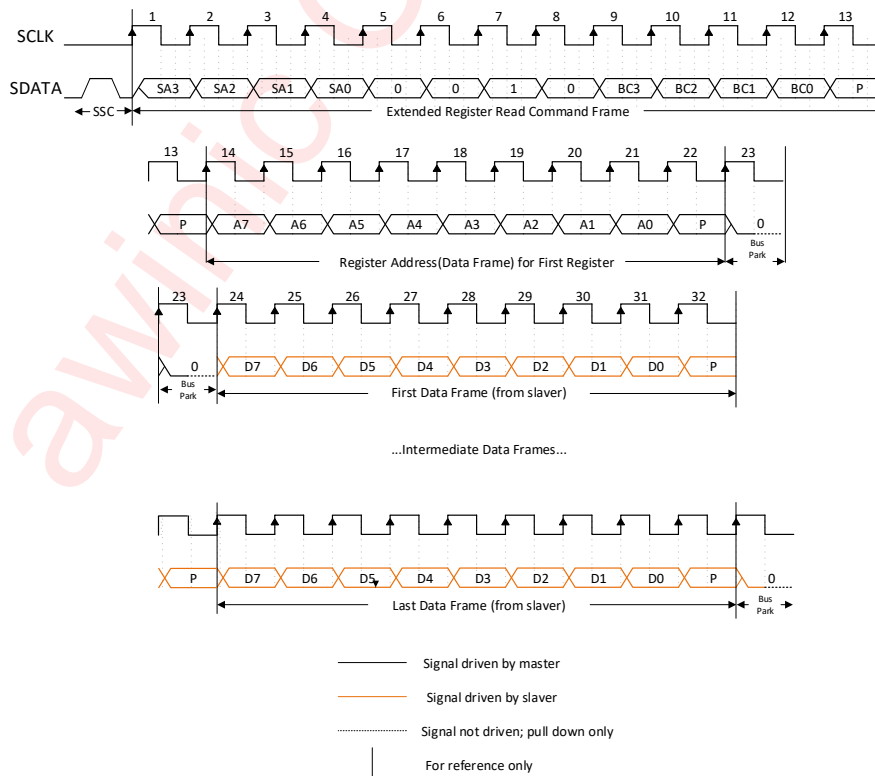 1 2 3 4 5 6 7 8 9 10 11 12 13
SCLK
SDATA SA3 SA2 SA1 SA0 0 0 1 0 BC3 BC2 BC1 BC0 P
SSC Extended Register Read Command Frame
13 14 15 16 17 18 19 20 21 22 23
P A7 A6 A5 A4 A3 A2 A1 A0 P 0
Register Address(Data Frame) for First Register Bus Park
23 24 25 26 27 28 29 30 31 32
0 D7 D6 D5 D4 D3 D2 D1 D0 P
Bus Park First Data Frame (from slaver)
...Intermediate Data Frames...
P D7 D6 D5 D4 D3 D2 D1 D0 P 0
Last Data Frame (from slaver) Bus Park
Signal driven by master
Signal driven by slaver
Signal not driven; pull down only
For reference only
awinic